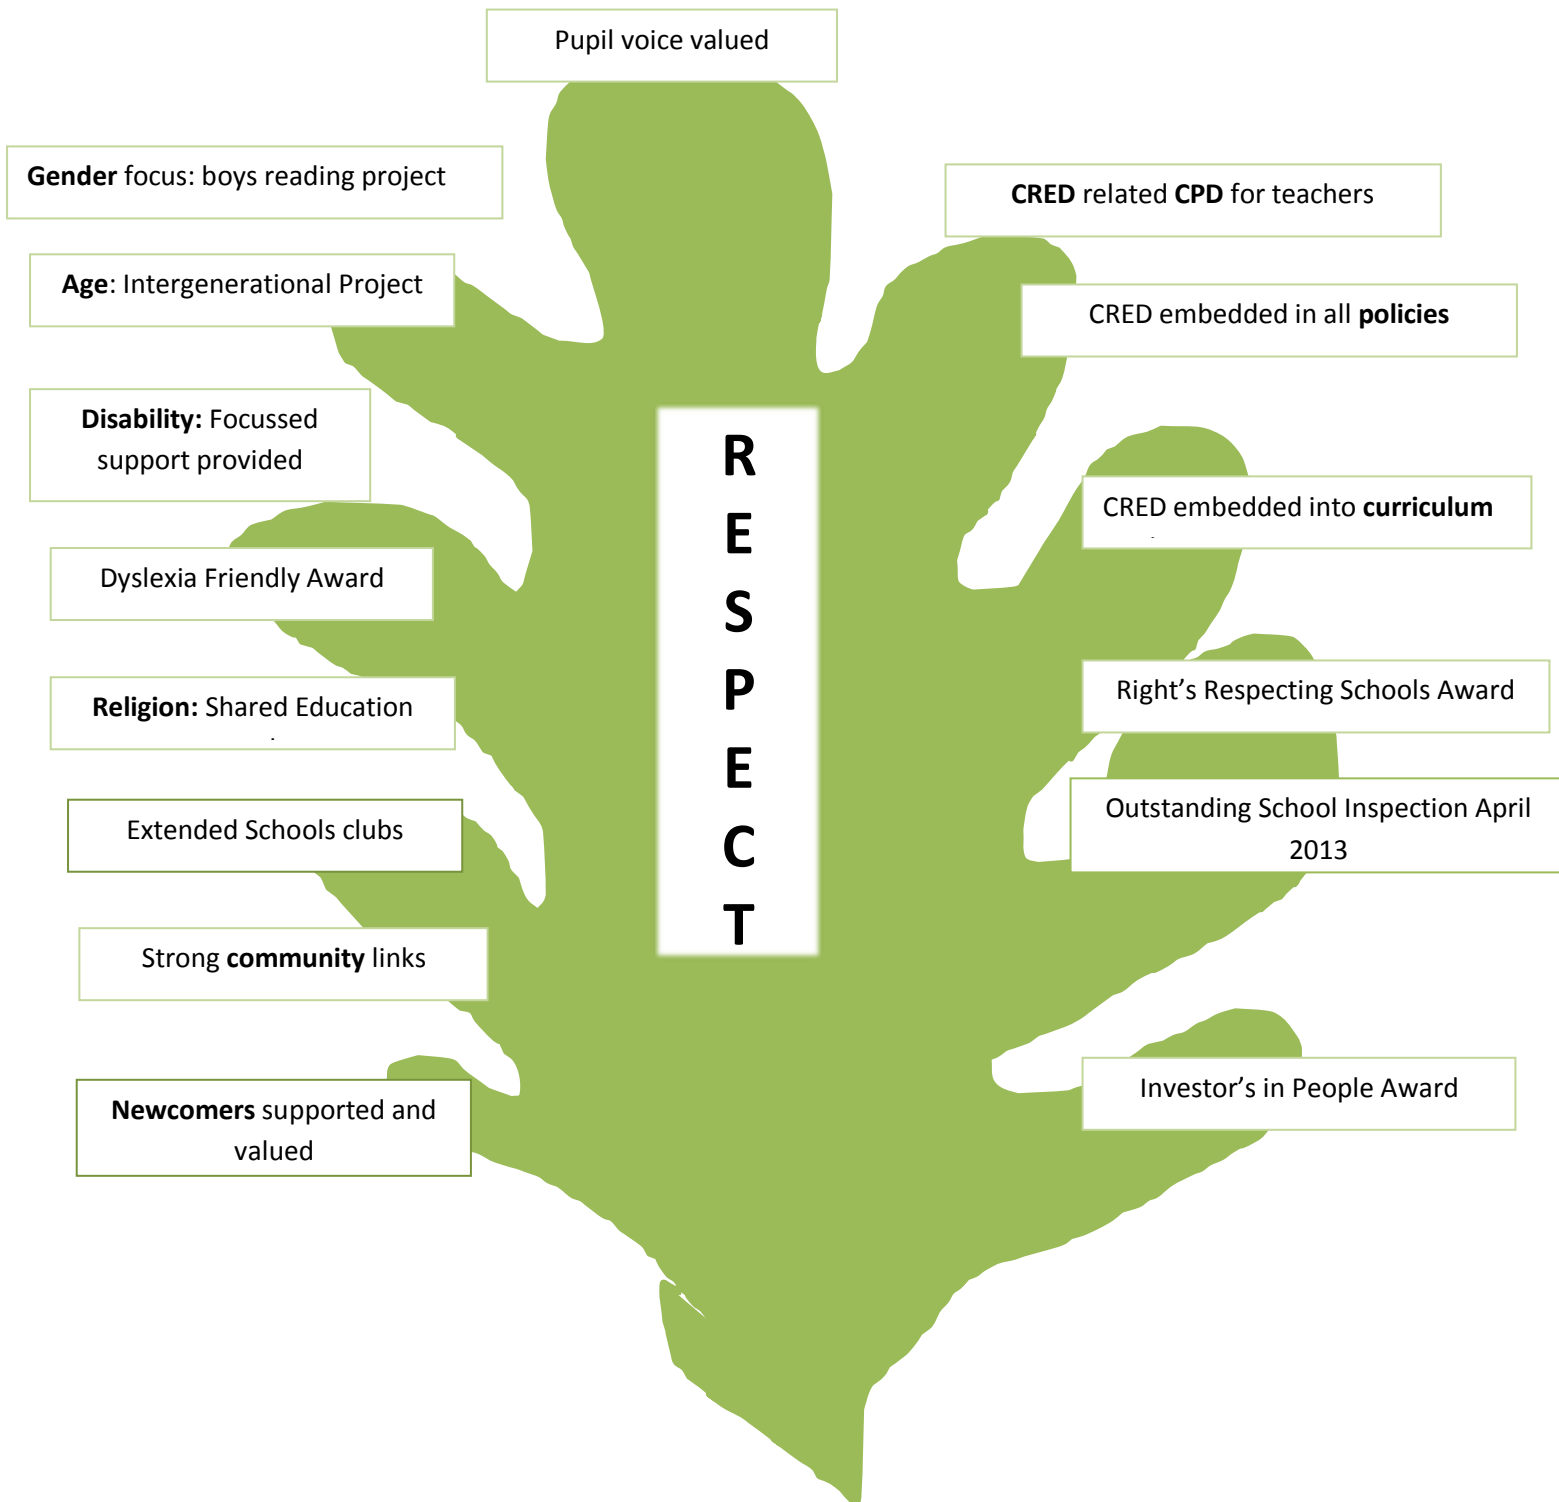 Pupil voice valued
Gender focus: boys reading project
Age: Intergenerational Project
Disability: Focussed
support provided
Dyslexia Friendly Award
Religion: Shared Education
Extended Schools clubs
Strong community links
Newcomers supported and
valued
R
E
S
P
E
C
T
CRED related CPD for teachers
CRED embedded in all policies
CRED embedded into curriculum
Right’s Respecting Schools Award
Outstanding School Inspection April
2013
Investor’s in People Award